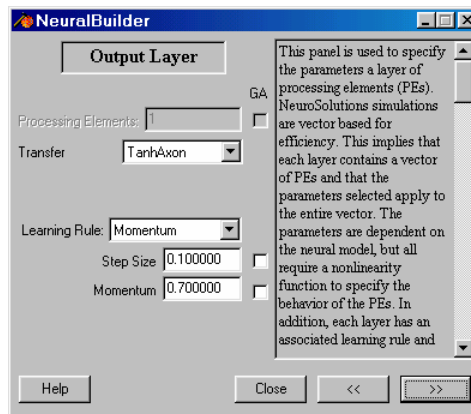 NeuralBuilder
Output Layer
GA
Processing Elements: 1
Transfer TanhAxon
Learning Rule: Momentum
Step Size 0.100000
Momentum 0.700000
This panel is used to specify
the parameters a layer of
processing elements (PEs).
NeuroSolutions simulations
are vector based for
efficiency. This implies that
each layer contains a vector
of PEs and that the
parameters selected apply to
the entire vector. The
parameters are dependent on
the neural model, but all
require a nonlinearity
function to specify the
behavior of the PEs. In
addition, each layer has an
associated learning rule and
Help Close << >>